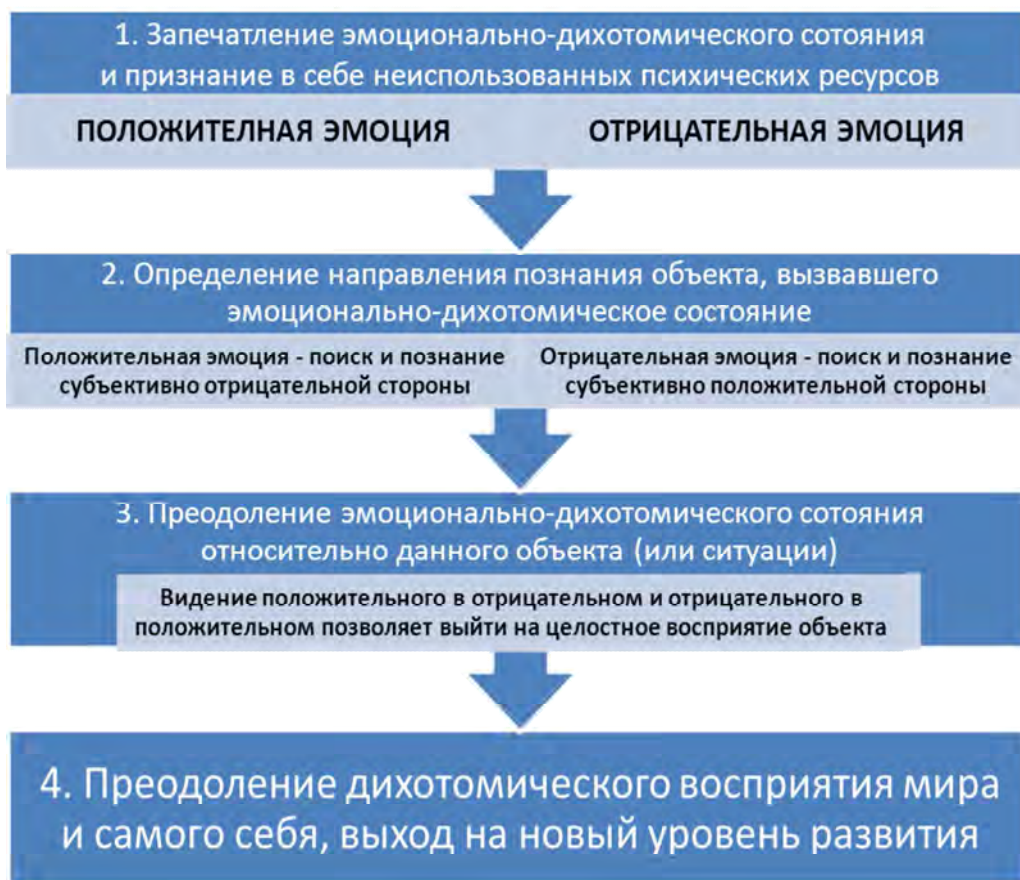 1. Запечатление эмоционально-дихотомического сотояния
и признание в себе неиспользованных психических ресурсов
ПОЛОЖИТЕЛНАЯ ЭМОЦИЯ
ОТРИЦАТЕЛЬНАЯ ЭМОЦИЯ
2. Определение направления познания объекта, вызвавшего
эмоционально-дихотомическое состояние
Положительная эмоция - поиск и познание
субъективно отрицательной стороны
Отрицательная эмоция - поиск и познание
субъективно положительной стороны
3. Преодоление эмоционально-дихотомического сотояния
относительно данного объекта (или ситуации)
Видение положительного в отрицательном и отрицательного в
положительном позволяет выйти на целостное восприятие объекта
4. Преодоление дихотомического восприятия мира
и самого себя, выход на новый уровень развития